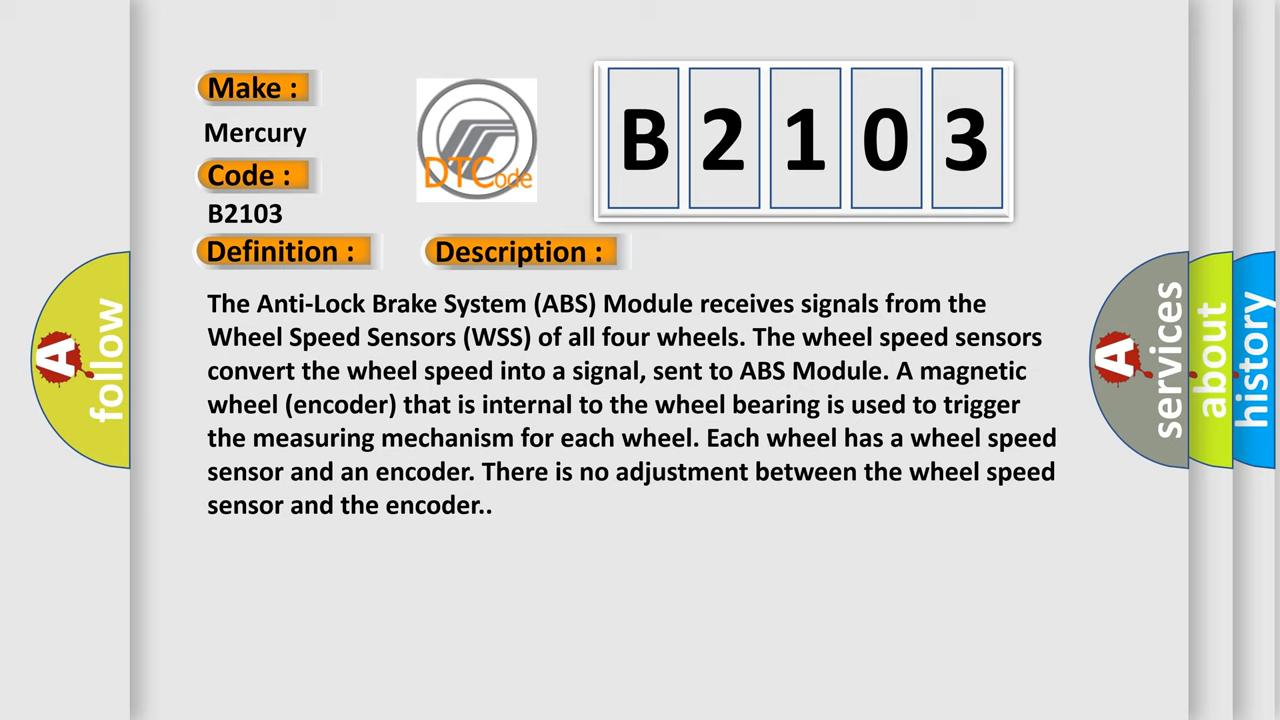 Make :
Mercury
Code :
B2103
Definition :
Description :
DTCode
B 2 1 0 3
The Anti-Lock Brake System (ABS) Module receives signals from the
Wheel Speed Sensors (WSS) of all four wheels. The wheel speed sensors
convert the wheel speed into a signal, sent to ABS Module. A magnetic
wheel (encoder) that is internal to the wheel bearing is used to trigger
the measuring mechanism for each wheel. Each wheel has a wheel speed
sensor and an encoder. There is no adjustment between the wheel speed
sensor and the encoder..
A follow
A services
about
history